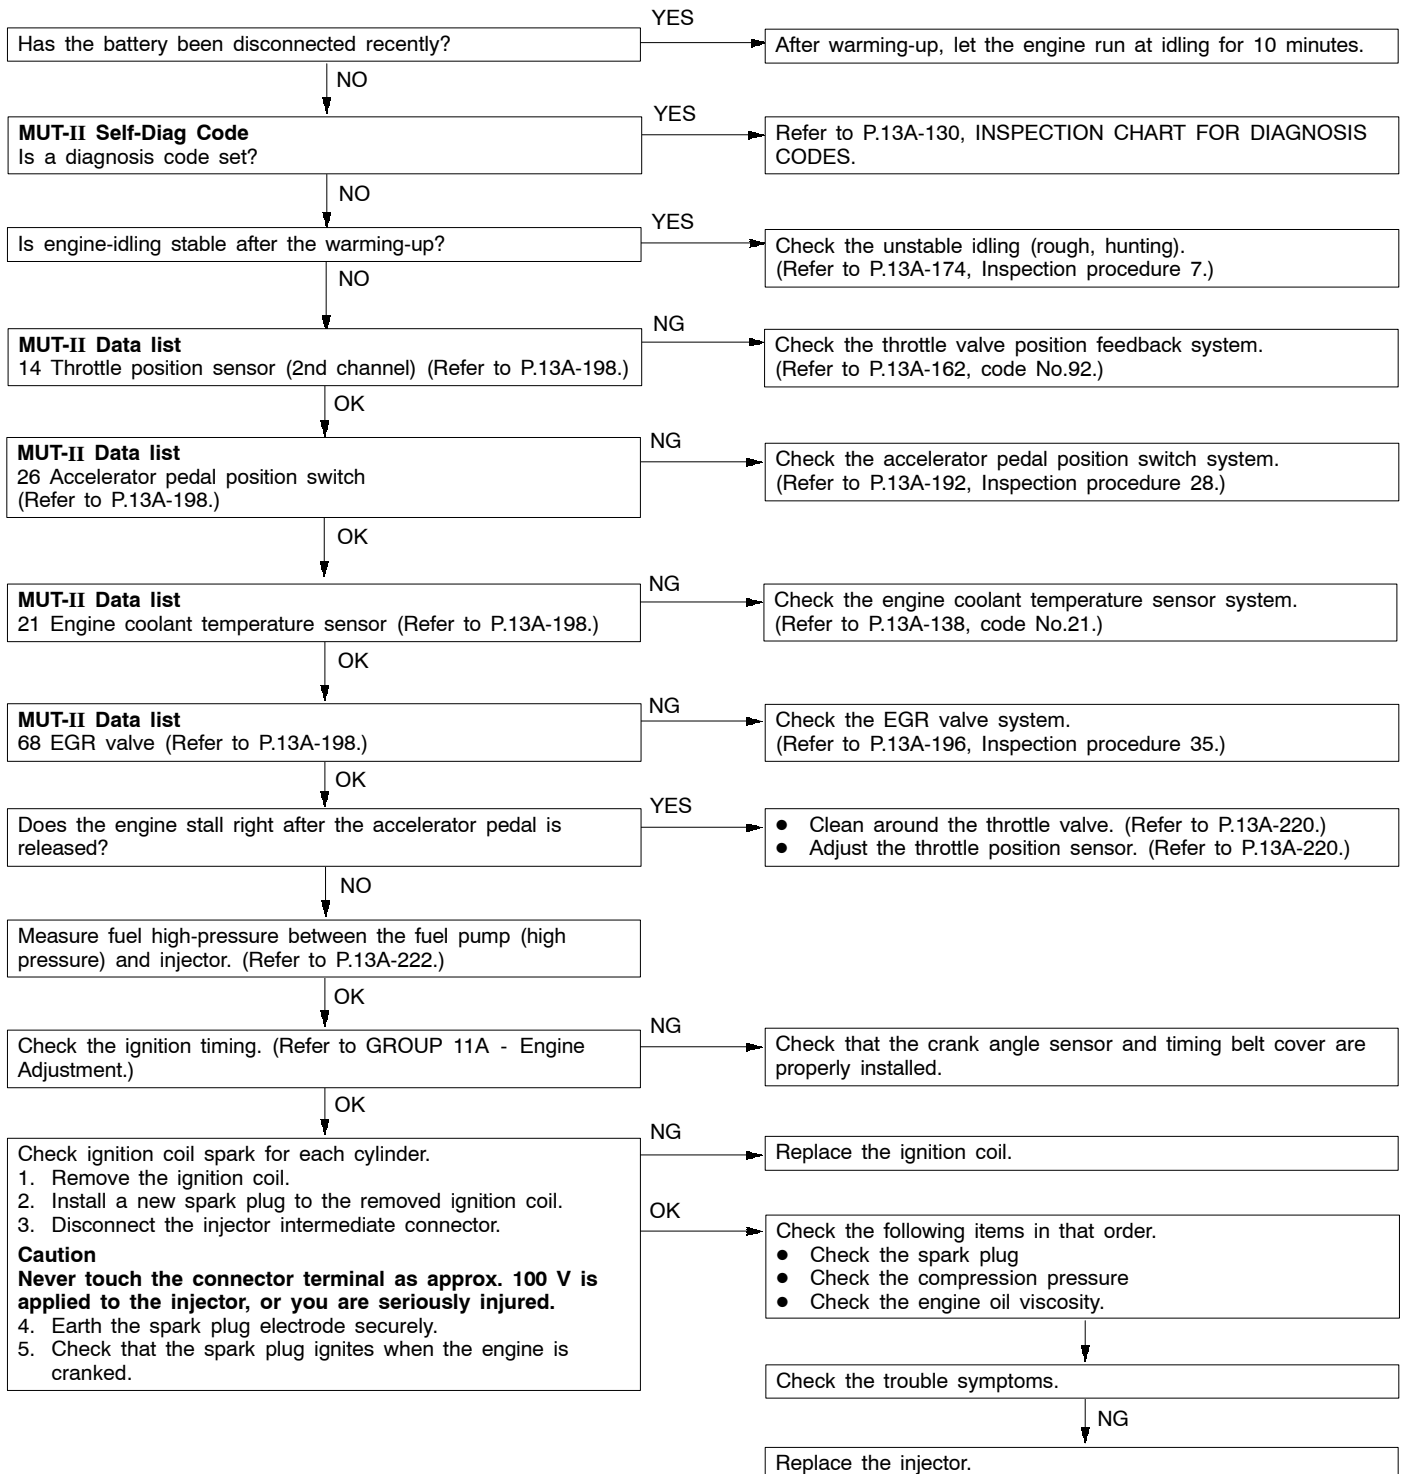 Has the battery been disconnected recently?
YES
After warming-up, let the engine run at idling for 10 minutes.
NO
MUT-II Self-Diag Code
Is a diagnosis code set?
YES
Refer to P.13A-130, INSPECTION CHART FOR DIAGNOSIS
CODES.
NO
Is engine-idling stable after the warming-up?
YES
Check the unstable idling (rough, hunting).
(Refer to P.13A-174, Inspection procedure 7.)
NO
MUT-II Data list
14 Throttle position sensor (2nd channel) (Refer to P.13A-198.)
NG
Check the throttle valve position feedback system.
(Refer to P.13A-162, code No.92.)
OK
MUT-II Data list
26 Accelerator pedal position switch
(Refer to P.13A-198.)
NG
Check the accelerator pedal position switch system.
(Refer to P.13A-192, Inspection procedure 28.)
OK
MUT-II Data list
21 Engine coolant temperature sensor (Refer to P.13A-198.)
NG
Check the engine coolant temperature sensor system.
(Refer to P.13A-138, code No.21.)
OK
MUT-II Data list
68 EGR valve (Refer to P.13A-198.)
NG
Check the EGR valve system.
(Refer to P.13A-196, Inspection procedure 35.)
OK
Does the engine stall right after the accelerator pedal is
released?
YES
● Clean around the throttle valve. (Refer to P.13A-220.)
● Adjust the throttle position sensor. (Refer to P.13A-220.)
NO
Measure fuel high-pressure between the fuel pump (high
pressure) and injector. (Refer to P.13A-222.)
OK
Check the ignition timing. (Refer to GROUP 11A - Engine
Adjustment.)
NG
Check that the crank angle sensor and timing belt cover are
properly installed.
OK
Check ignition coil spark for each cylinder.
1. Remove the ignition coil.
2. Install a new spark plug to the removed ignition coil.
3. Disconnect the injector intermediate connector.
Caution
Never touch the connector terminal as approx. 100 V is
applied to the injector, or you are seriously injured.
4. Earth the spark plug electrode securely.
5. Check that the spark plug ignites when the engine is
cranked.
NG
Replace the ignition coil.
OK
Check the following items in that order.
● Check the spark plug
● Check the compression pressure
● Check the engine oil viscosity.
Check the trouble symptoms.
NG
Replace the injector.